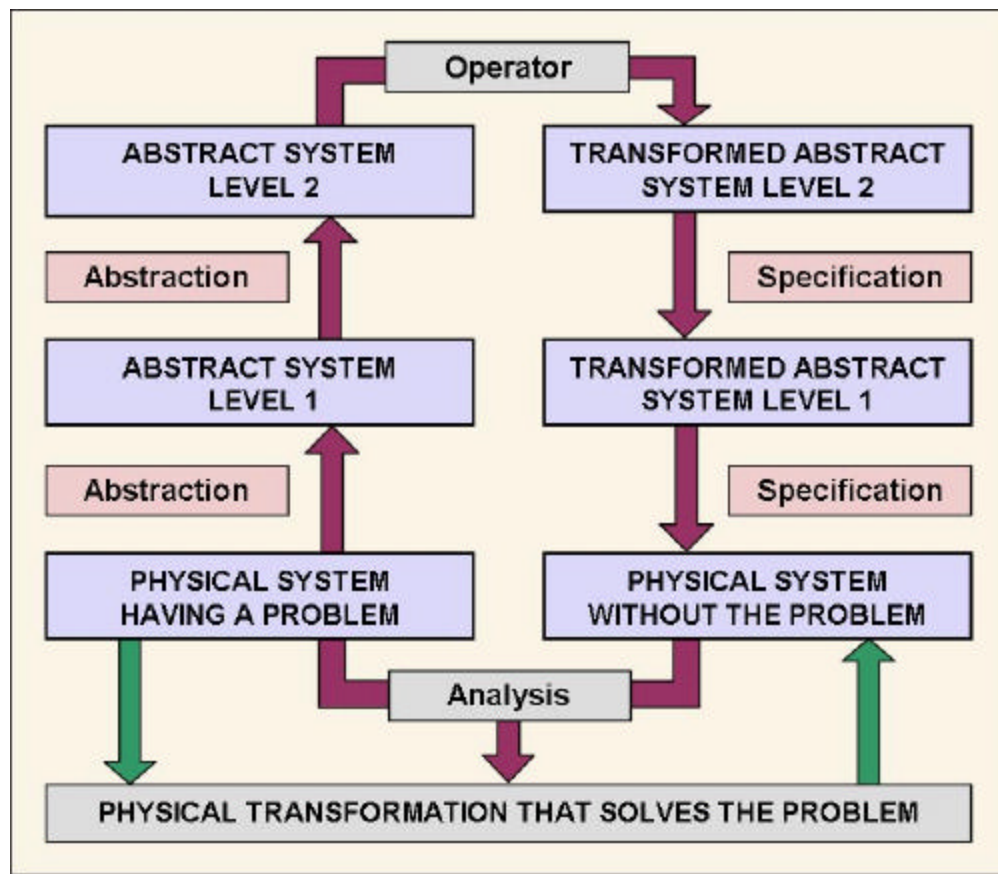 Operator
ABSTRACT SYSTEM
LEVEL 2
TRANSFORMED ABSTRACT
SYSTEM LEVEL 2
Abstraction
Specification
ABSTRACT SYSTEM
LEVEL 1
TRANSFORMED ABSTRACT
SYSTEM LEVEL 1
Abstraction
Specification
PHYSICAL SYSTEM
HAVING A PROBLEM
PHYSICAL SYSTEM
WITHOUT THE PROBLEM
Analysis
PHYSICAL TRANSFORMATION THAT SOLVES THE PROBLEM